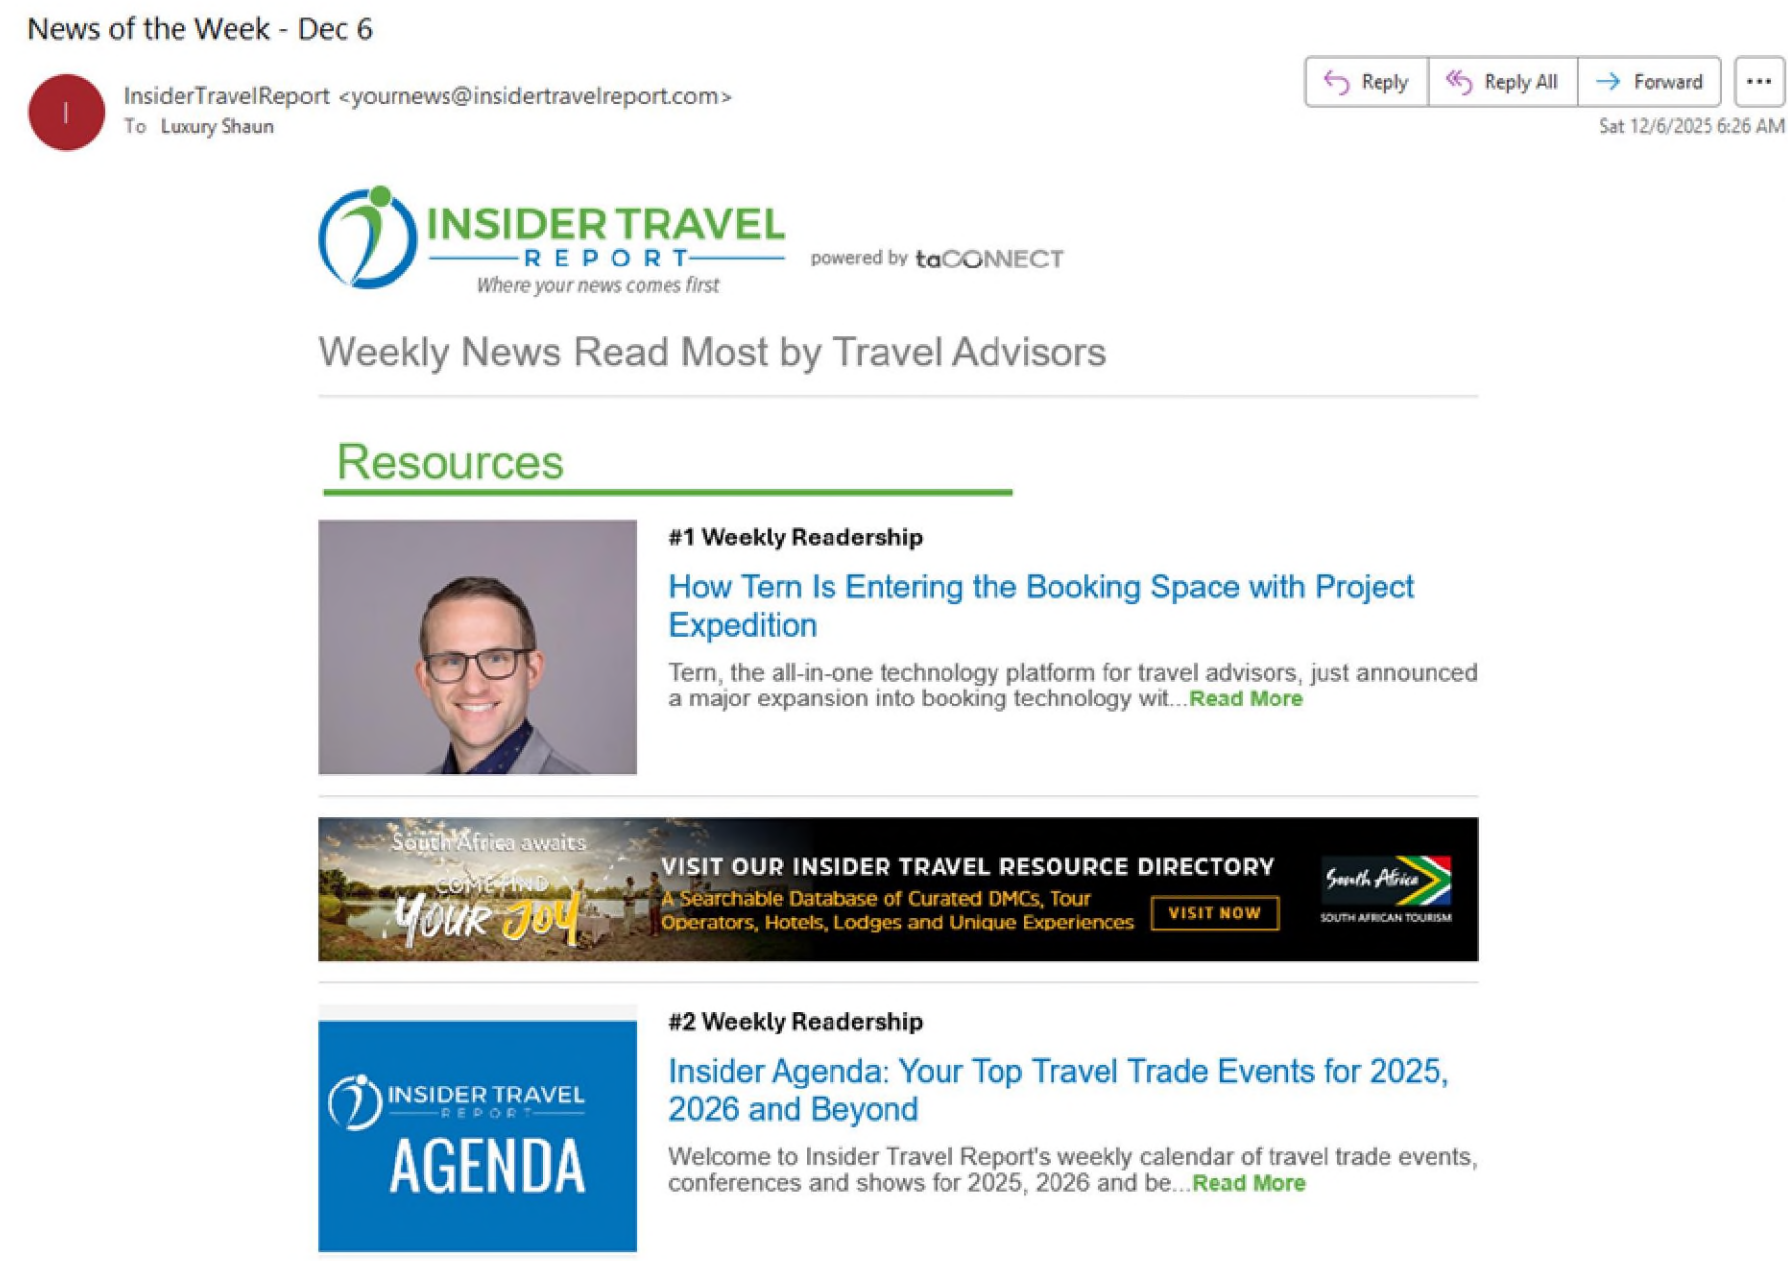 News of the Week - Dec 6
I
InsiderTravelReport <yournews@insidertravelreport.com>
To Luxury Shaun
Reply
Reply All
Forward
Sat 12/6/2025 6:26 AM
INSIDER TRAVEL
REPORT
Where your news comes first
powered by taCONNECT
Weekly News Read Most by Travel Advisors
Resources
#1 Weekly Readership
How Tern Is Entering the Booking Space with Project
Expedition
Tern, the all-in-one technology platform for travel advisors, just announced
a major expansion into booking technology wit...Read More
South Africa awaits
COME FIND
YOUR JOY
VISIT OUR INSIDER TRAVEL RESOURCE DIRECTORY
A Searchable Database of Curated DMCs, Tour
Operators, Hotels, Lodges and Unique Experiences
VISIT NOW
South Africa
SOUTH AFRICAN TOURISM
INSIDER TRAVEL
REPORT
AGENDA
#2 Weekly Readership
Insider Agenda: Your Top Travel Trade Events for 2025,
2026 and Beyond
Welcome to Insider Travel Report's weekly calendar of travel trade events,
conferences and shows for 2025, 2026 and be...Read More